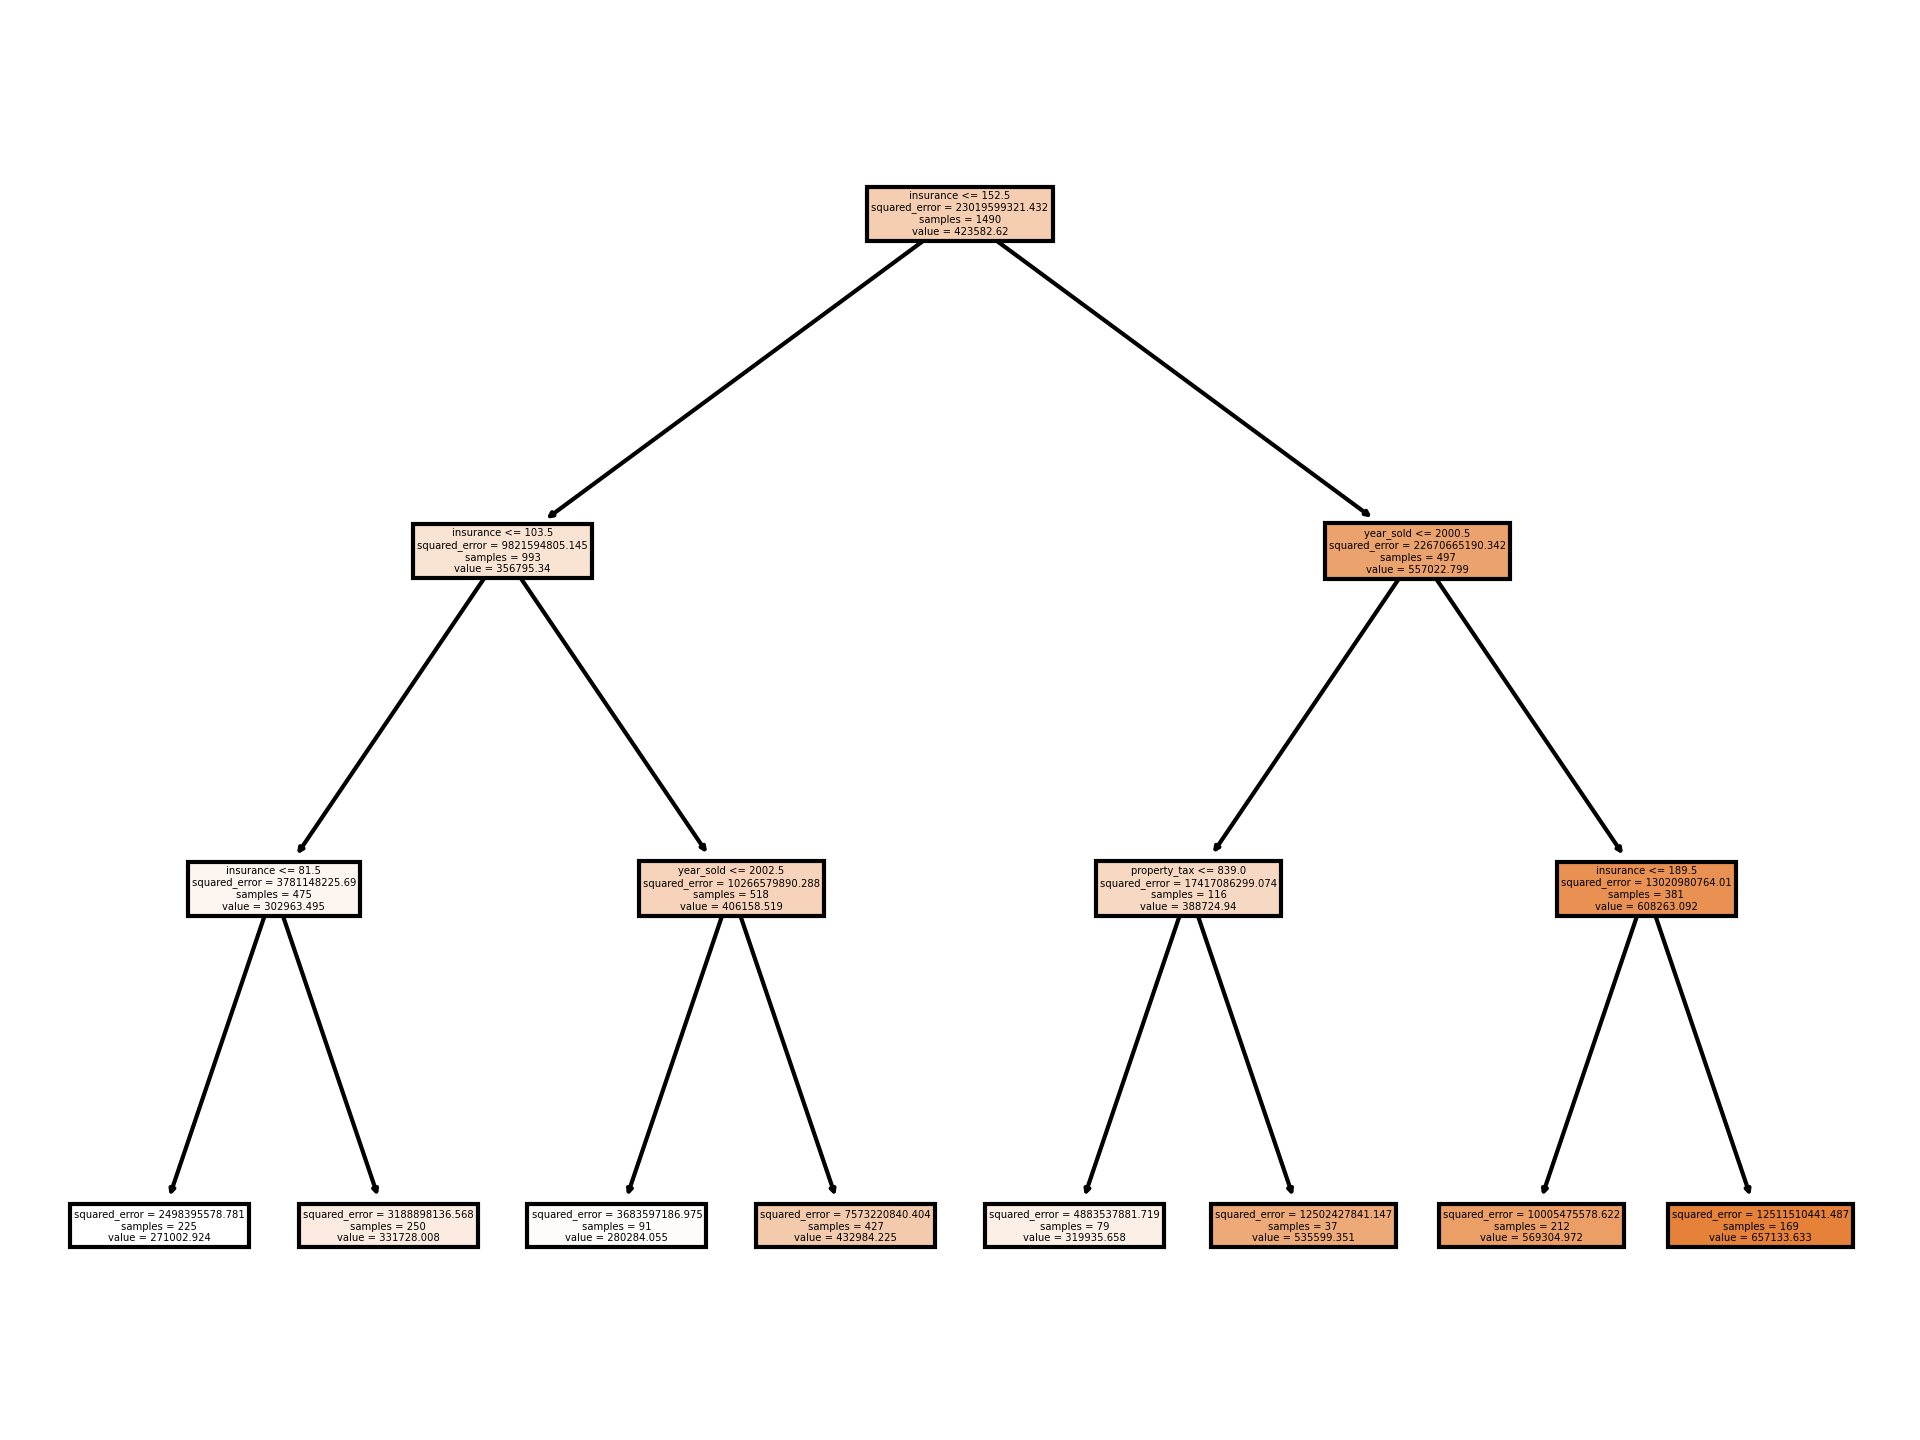 insurance <= 152.5
squared_error = 23019599321.432
samples = 1490
value = 423582.62
insurance <= 103.5
squared_error = 9821594805.145
samples = 993
value = 356795.34
year_sold <= 2000.5
squared_error = 22670665190.342
samples = 497
value = 557022.799
insurance <= 81.5
squared_error = 3781148225.69
samples = 475
value = 302963.495
year_sold <= 2002.5
squared_error = 10266579890.288
samples = 518
value = 406158.519
property_tax <= 839.0
squared_error = 17417086299.074
samples = 116
value = 388724.94
insurance <= 189.5
squared_error = 13020980764.01
samples = 381
value = 608263.092
squared_error = 2498395578.781
samples = 225
value = 271002.924
squared_error = 3188898136.568
samples = 250
value = 331728.008
squared_error = 3683597186.975
samples = 91
value = 280284.055
squared_error = 7573220840.404
samples = 427
value = 432984.225
squared_error = 4883537881.719
samples = 79
value = 319935.658
squared_error = 12502427841.147
samples = 37
value = 535599.351
squared_error = 10005475578.622
samples = 212
value = 569304.972
squared_error = 12511510441.487
samples = 169
value = 657133.633